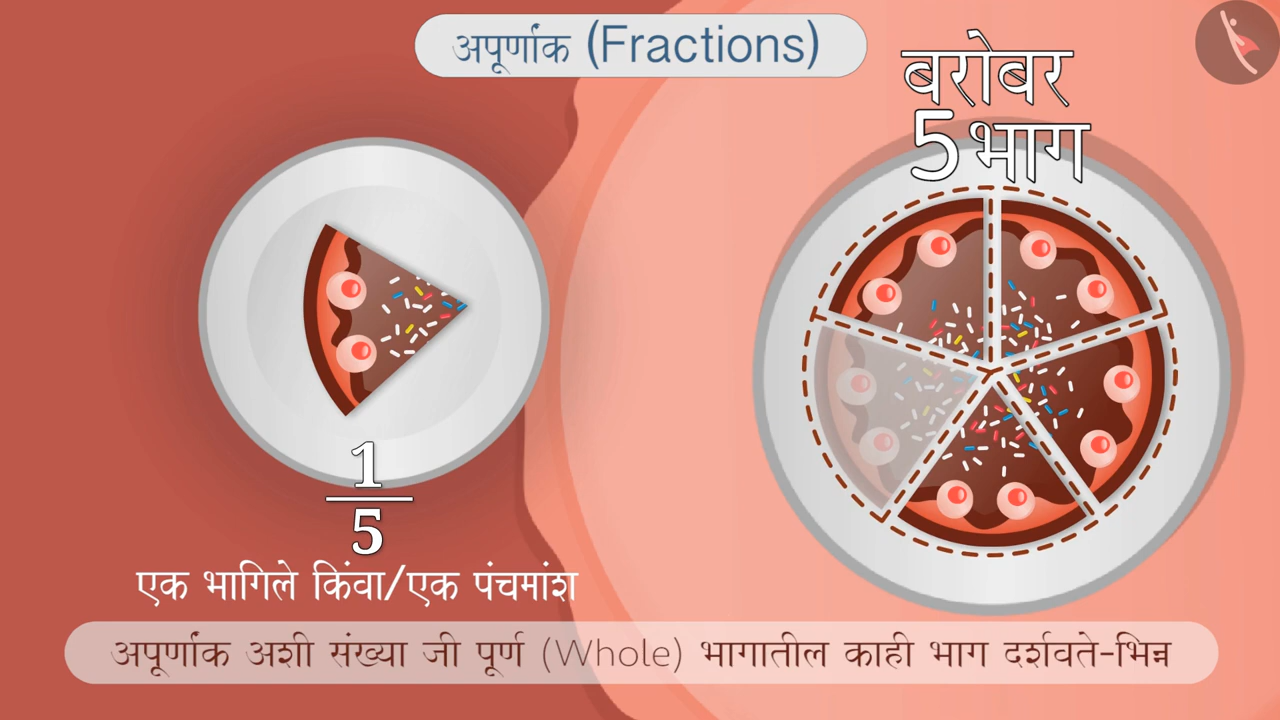 अपूर्णांक (Fractions)
बरोबर
5 भाग
1
5
एक भागिले किंवा/एक पंचमांश
अपूर्णांक अशी संख्या जी पूर्ण (Whole) भागातील काही भाग दर्शवते-भिन्न